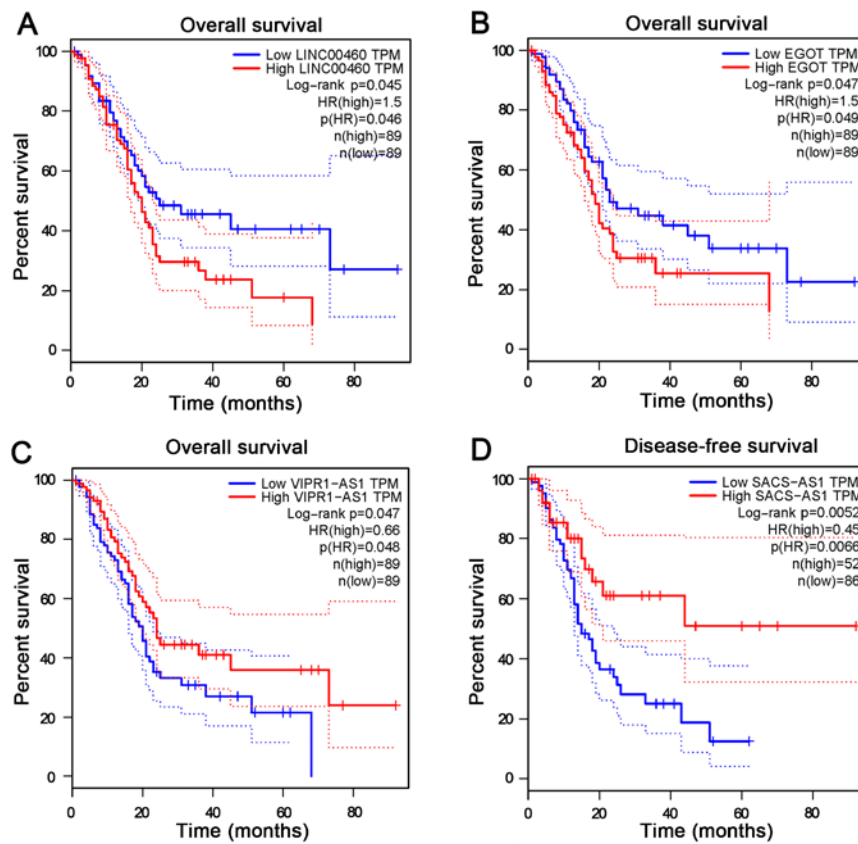 A
Overall survival
Low LINC00460 TPM
High LINC00460 TPM
Log-rank p=0.045
HR(high)=1.5
p(HR)=0.046
n(high)=89
n(low)=89
Percent survival
100
80
60
40
20
0
0 20 40 60 80
Time (months)
B
Overall survival
Low EGOT TPM
High EGOT TPM
Log-rank p=0.047
HR(high)=1.5
p(HR)=0.049
n(high)=89
n(low)=89
Percent survival
100
80
60
40
20
0
0 20 40 60 80
Time (months)
C
Overall survival
Low VIPR1-AS1 TPM
High VIPR1-AS1 TPM
Log-rank p=0.047
HR(high)=0.66
p(HR)=0.048
n(high)=89
n(low)=89
Percent survival
100
80
60
40
20
0
0 20 40 60 80
Time (months)
D
Disease-free survival
Low SACS-AS1 TPM
High SACS-AS1 TPM
Log-rank p=0.0052
HR(high)=0.45
p(HR)=0.0066
n(high)=52
n(low)=86
Percent survival
100
80
60
40
20
0
0 20 40 60 80
Time (months)